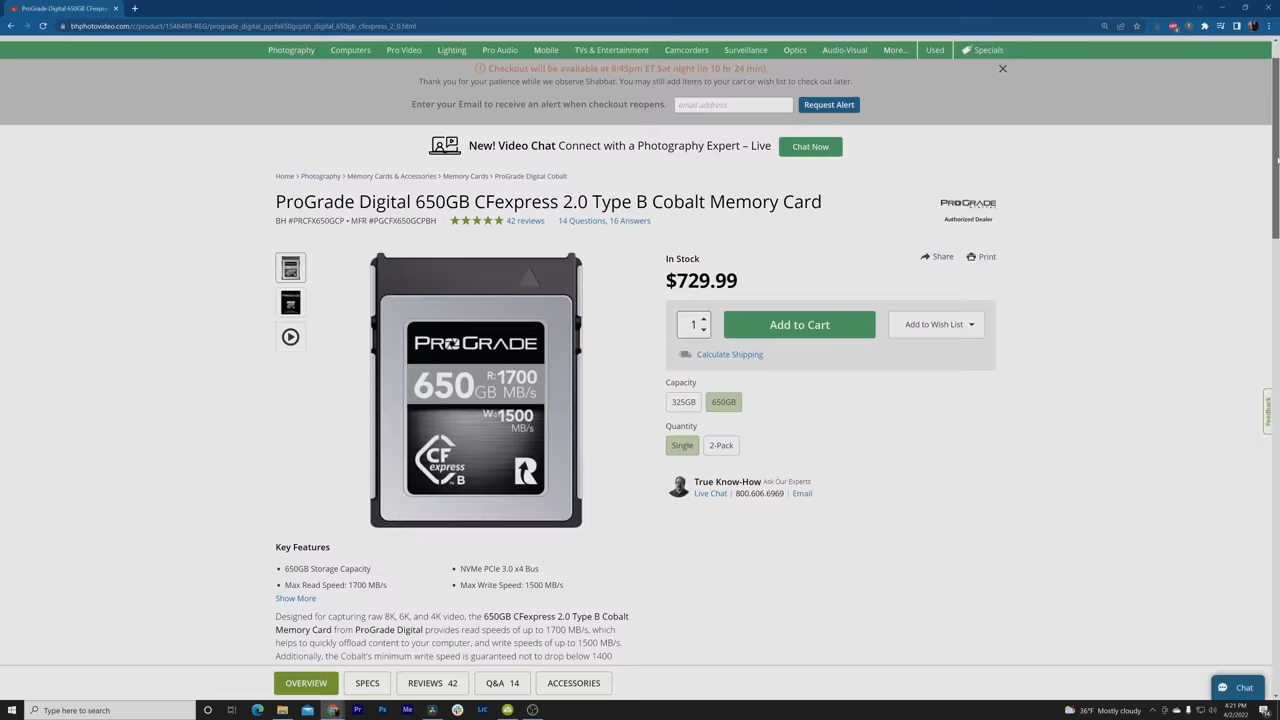 ProGrade Digital 650GB CFexpres
bhphotovideo.com/c/product/1548489-REG/prograde_digital_pgcfx650gcpbh_digital_650gb_cfexpress_2_0.html
Photography Computers Pro Video Lighting Pro Audio Mobile TVs & Entertainment Camcorders Surveillance Optics Audio-Visual More... Used Specials
Checkout will be available at 8:45pm ET Sat night (in 10 hr 24 min)
Thank you for your patience while we observe Shabbat. You may still add items to your cart or wish list to check out later.
Enter your Email to receive an alert when checkout reopens. email address Request Alert
New! Video Chat Connect with a Photography Expert – Live Chat Now
Home > Photography > Memory Cards & Accessories > Memory Cards > ProGrade Digital Cobalt
ProGrade Digital 650GB CFexpress 2.0 Type B Cobalt Memory Card
BH #PRCFX650GCP • MFR #PGCFX650GCPBH 42 reviews 14 Questions, 16 Answers
PROGRADE
DIGITAL
Authorized Dealer
In Stock
Share Print
$729.99
1 Add to Cart Add to Wish List
Calculate Shipping
Capacity
325GB 650GB
Quantity
Single 2-Pack
True Know-How Ask Our Experts
Live Chat | 800.606.6969 | Email
PROGRADE
650GB R:1700 MB/s
W:1500 MB/s
CF express B
R
Key Features
• 650GB Storage Capacity • NVMe PCIe 3.0 x4 Bus
• Max Read Speed: 1700 MB/s • Max Write Speed: 1500 MB/s
Show More
Designed for capturing raw 8K, 6K, and 4K video, the 650GB CFexpress 2.0 Type B Cobalt
Memory Card from ProGrade Digital provides read speeds of up to 1700 MB/s, which
helps to quickly offload content to your computer, and write speeds of up to 1500 MB/s.
Additionally, the Cobalt's minimum write speed is guaranteed not to drop below 1400
Feedback
OVERVIEW SPECS REVIEWS 42 Q&A 14 ACCESSORIES
Chat
Type here to search
Pr Ps Me LrC
36°F Mostly cloudy
4:21 PM
4/2/2022